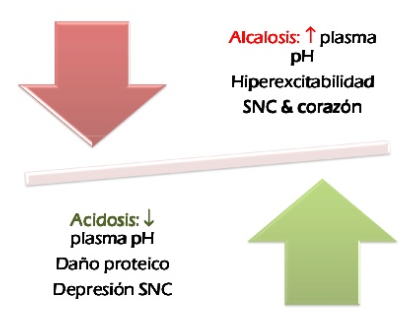 Alcalosis: ↑ plasma
pH
Hiperexcitabilidad
SNC & corazón
Acidosis: ↓
plasma pH
Daño proteico
Depresión SNC